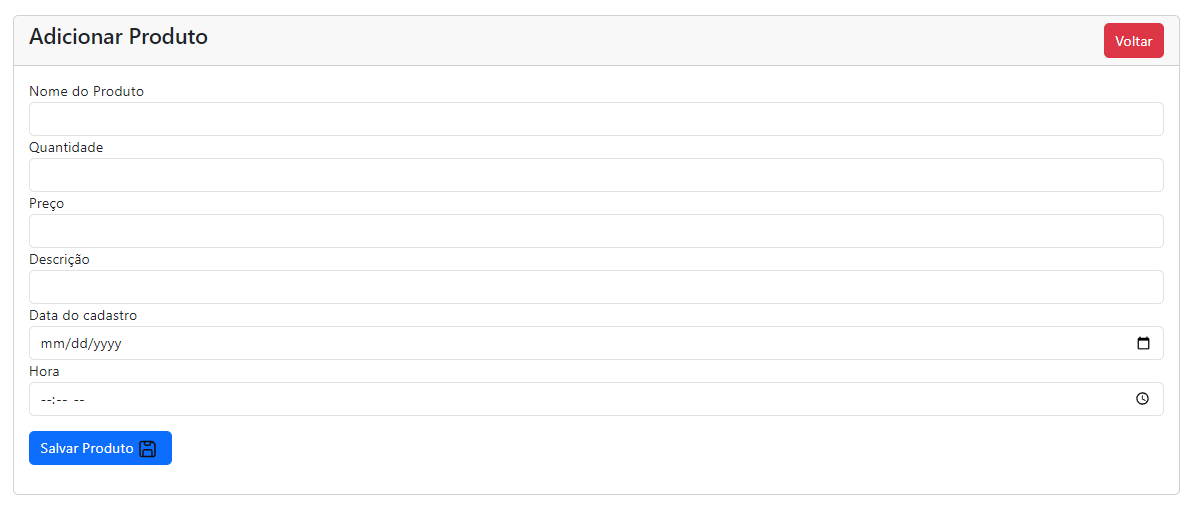 Adicionar Produto
Voltar
Nome do Produto
Quantidade
Preço
Descrição
Data do cadastro
mm/dd/yyyy
Hora
--:-- --
Salvar Produto